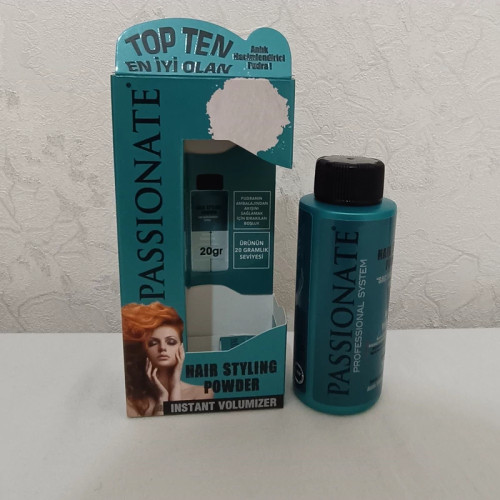 TOP TEN
EN İYİ OLAN
Anlık
Hacimlendirici
Pudra!
PASSIONATE
20gr
ÜRÜNÜN
20 GRAMLIK
SEVİYESİ
HAIR STYLING
POWDER
INSTANT VOLUMIZER
PASSIONATE
PROFESSIONAL SYSTEM